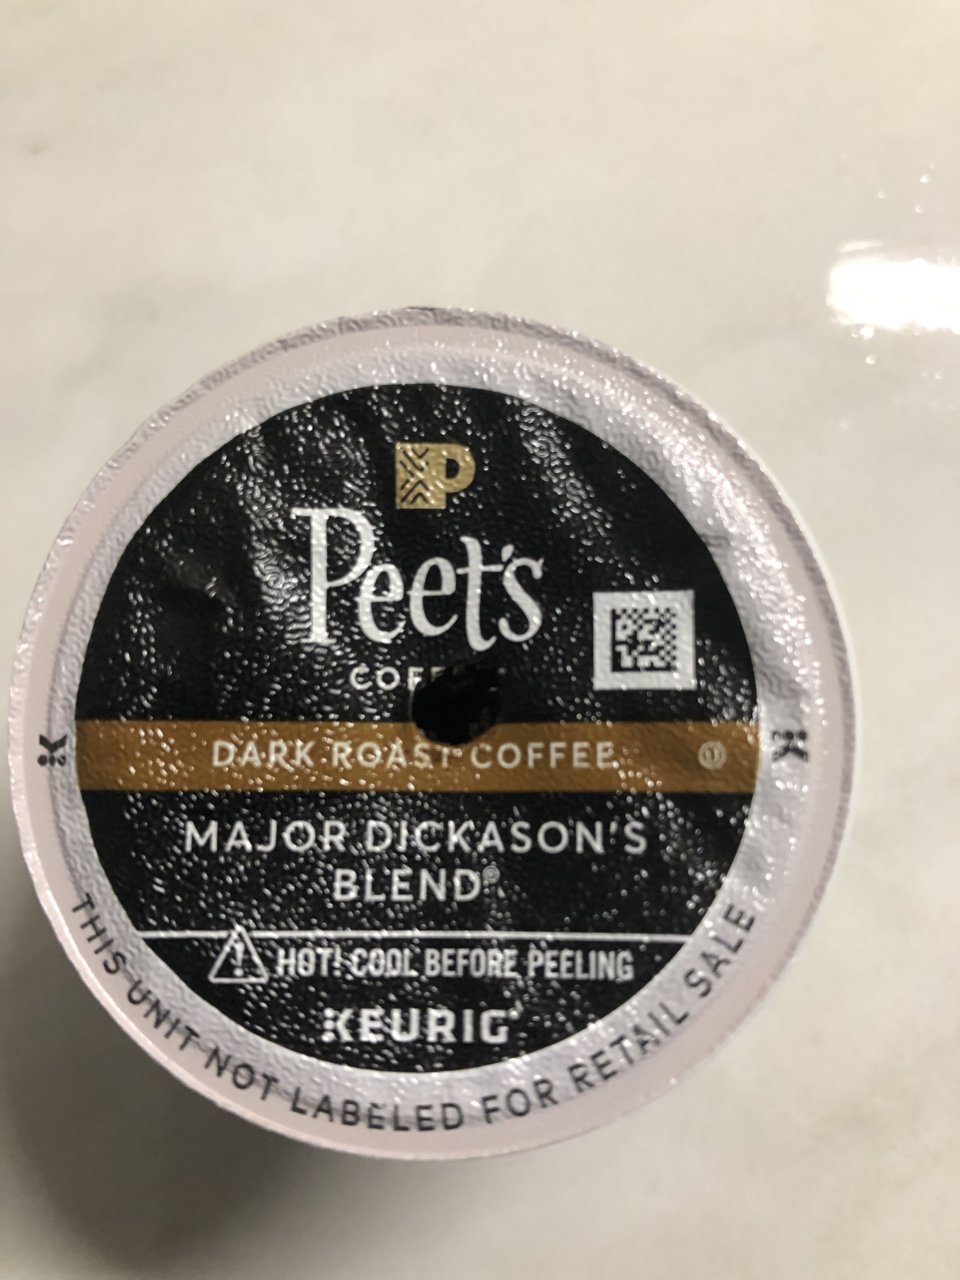 P
Peet's
COFF
DARK ROAST COFFEE
MAJOR DICKASON'S
BLEND®
HOT! COOL BEFORE PEELING
KEURIG®
THIS UNIT NOT LABELED FOR RETAIL SALE
K
K